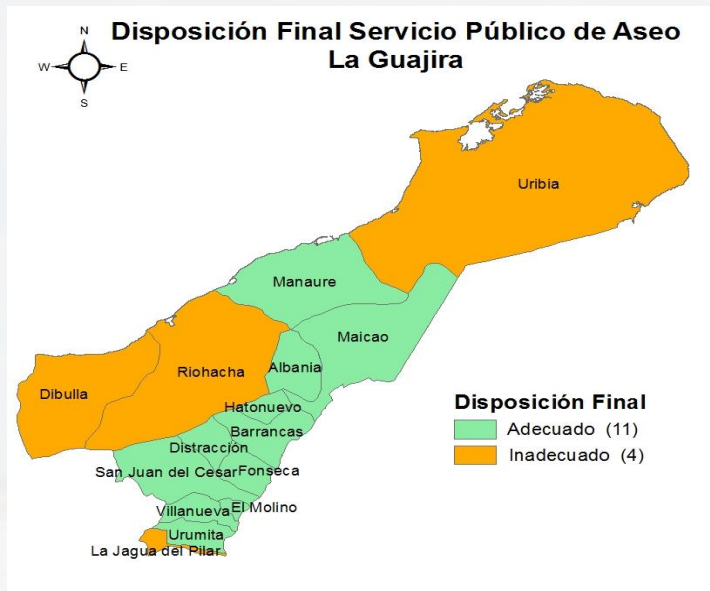 Disposición Final Servicio Público de Aseo
La Guajira
N
W
E
S
Uribia
Manaure
Maicao
Albania
Riohacha
Dibulla
Hatonuevo
Barrancas
Distracción
San Juan del Cesar
Fonseca
Villanueva
El Molino
Urumita
La Jagua del Pilar
Disposición Final
Adecuado (11)
Inadecuado (4)